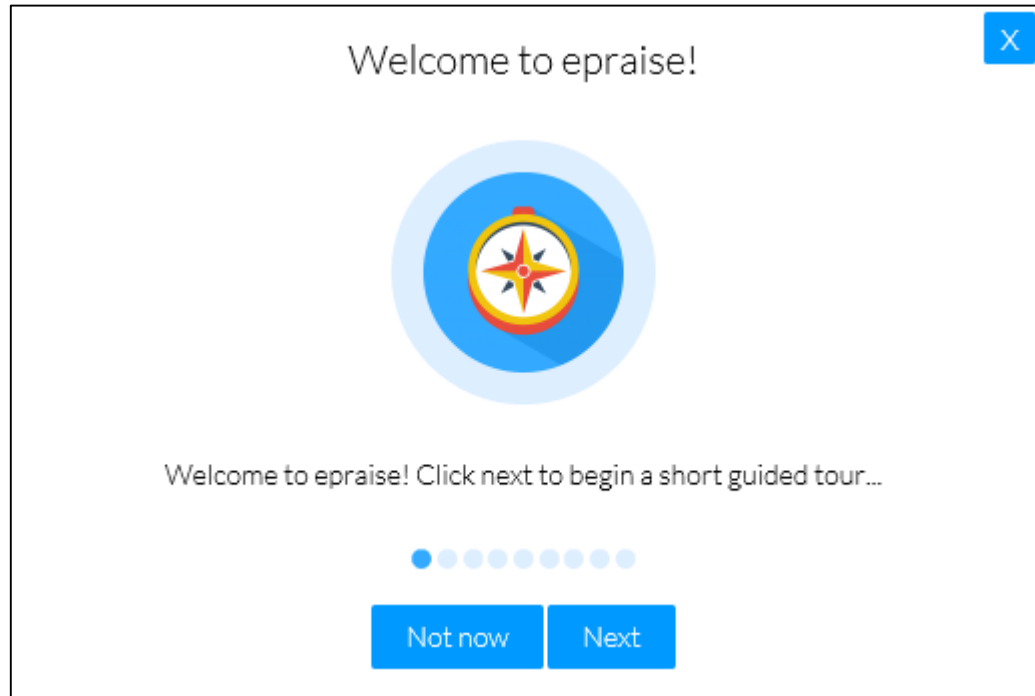 X
Welcome to epraise!
Welcome to epraise! Click next to begin a short guided tour...
Not now
Next